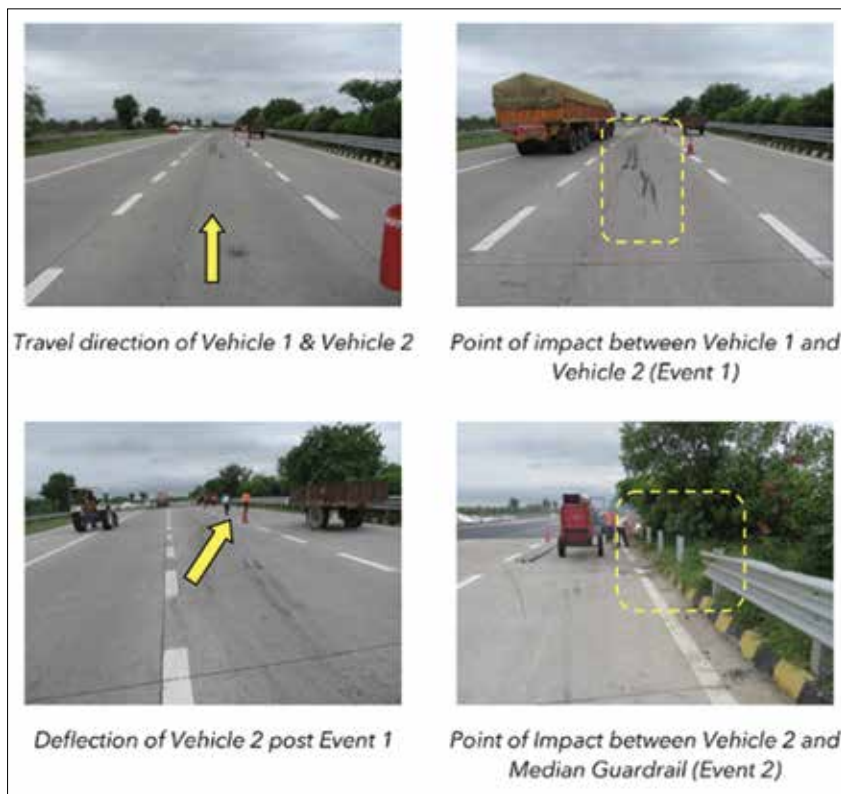 Travel direction of Vehicle 1 & Vehicle 2
Point of impact between Vehicle 1 and
Vehicle 2 (Event 1)
Deflection of Vehicle 2 post Event 1
Point of Impact between Vehicle 2 and
Median Guardrail (Event 2)